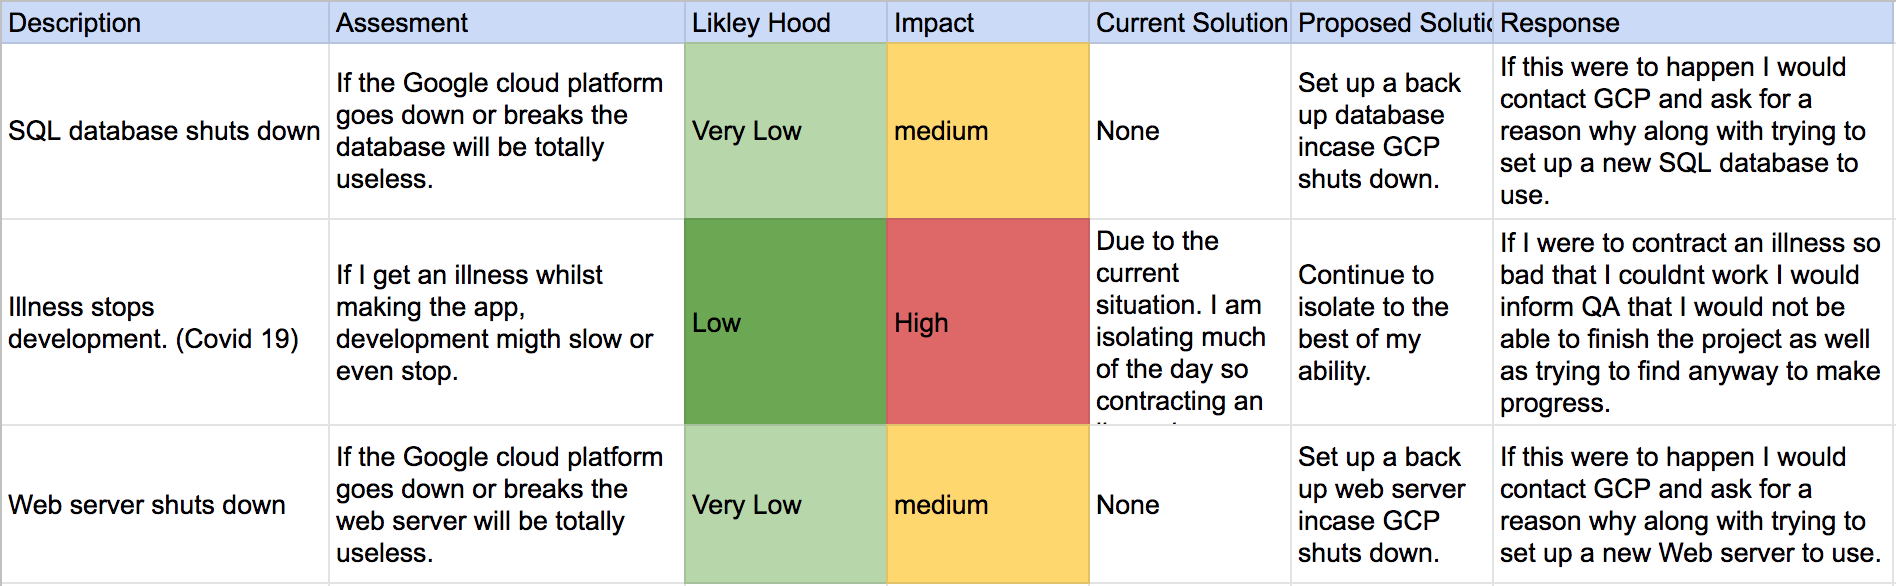 Description
Assesment
Likley Hood
Impact
Current Solution
Proposed
Response
SQL database shuts down
If the Google cloud platform
goes down or breaks the
database will be totally
useless.
Very Low
medium
None
Set up a back
up database
incase GCP
shuts down.
If this were to happen I would
contact GCP and ask for a
reason why along with trying to
set up a new SQL database to
use.
Illness stops
development. (Covid 19)
If I get an illness whilst
making the app,
development migth slow or
even stop.
Low
High
Due to the
current
situation. I am
isolating much
of the day so
contracting an
Continue to
isolate to the
best of my
ability.
If I were to contract an illness so
bad that I couldnt work I would
inform QA that I would not be
able to finish the project as well
as trying to find anyway to make
progress.
Web server shuts down
If the Google cloud platform
goes down or breaks the
web server will be totally
useless.
Very Low
medium
None
Set up a back
up web server
incase GCP
shuts down.
If this were to happen I would
contact GCP and ask for a
reason why along with trying to
set up a new Web server to use.